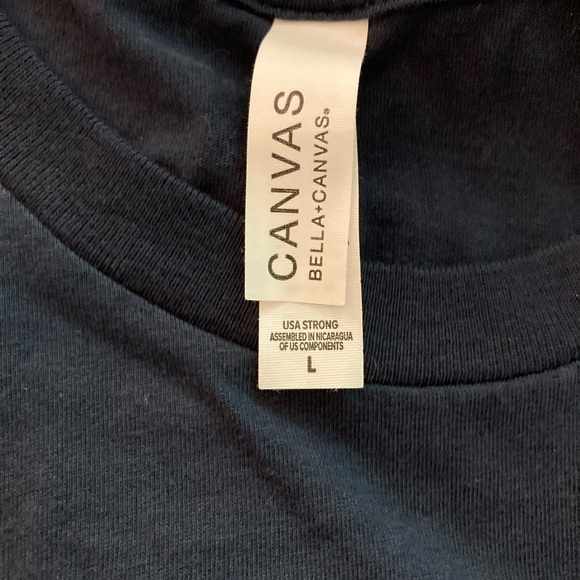 CANVAS
BELLA+CANVAS®
USA STRONG
ASSEMBLED IN NICARAGUA
OF US COMPONENTS
L